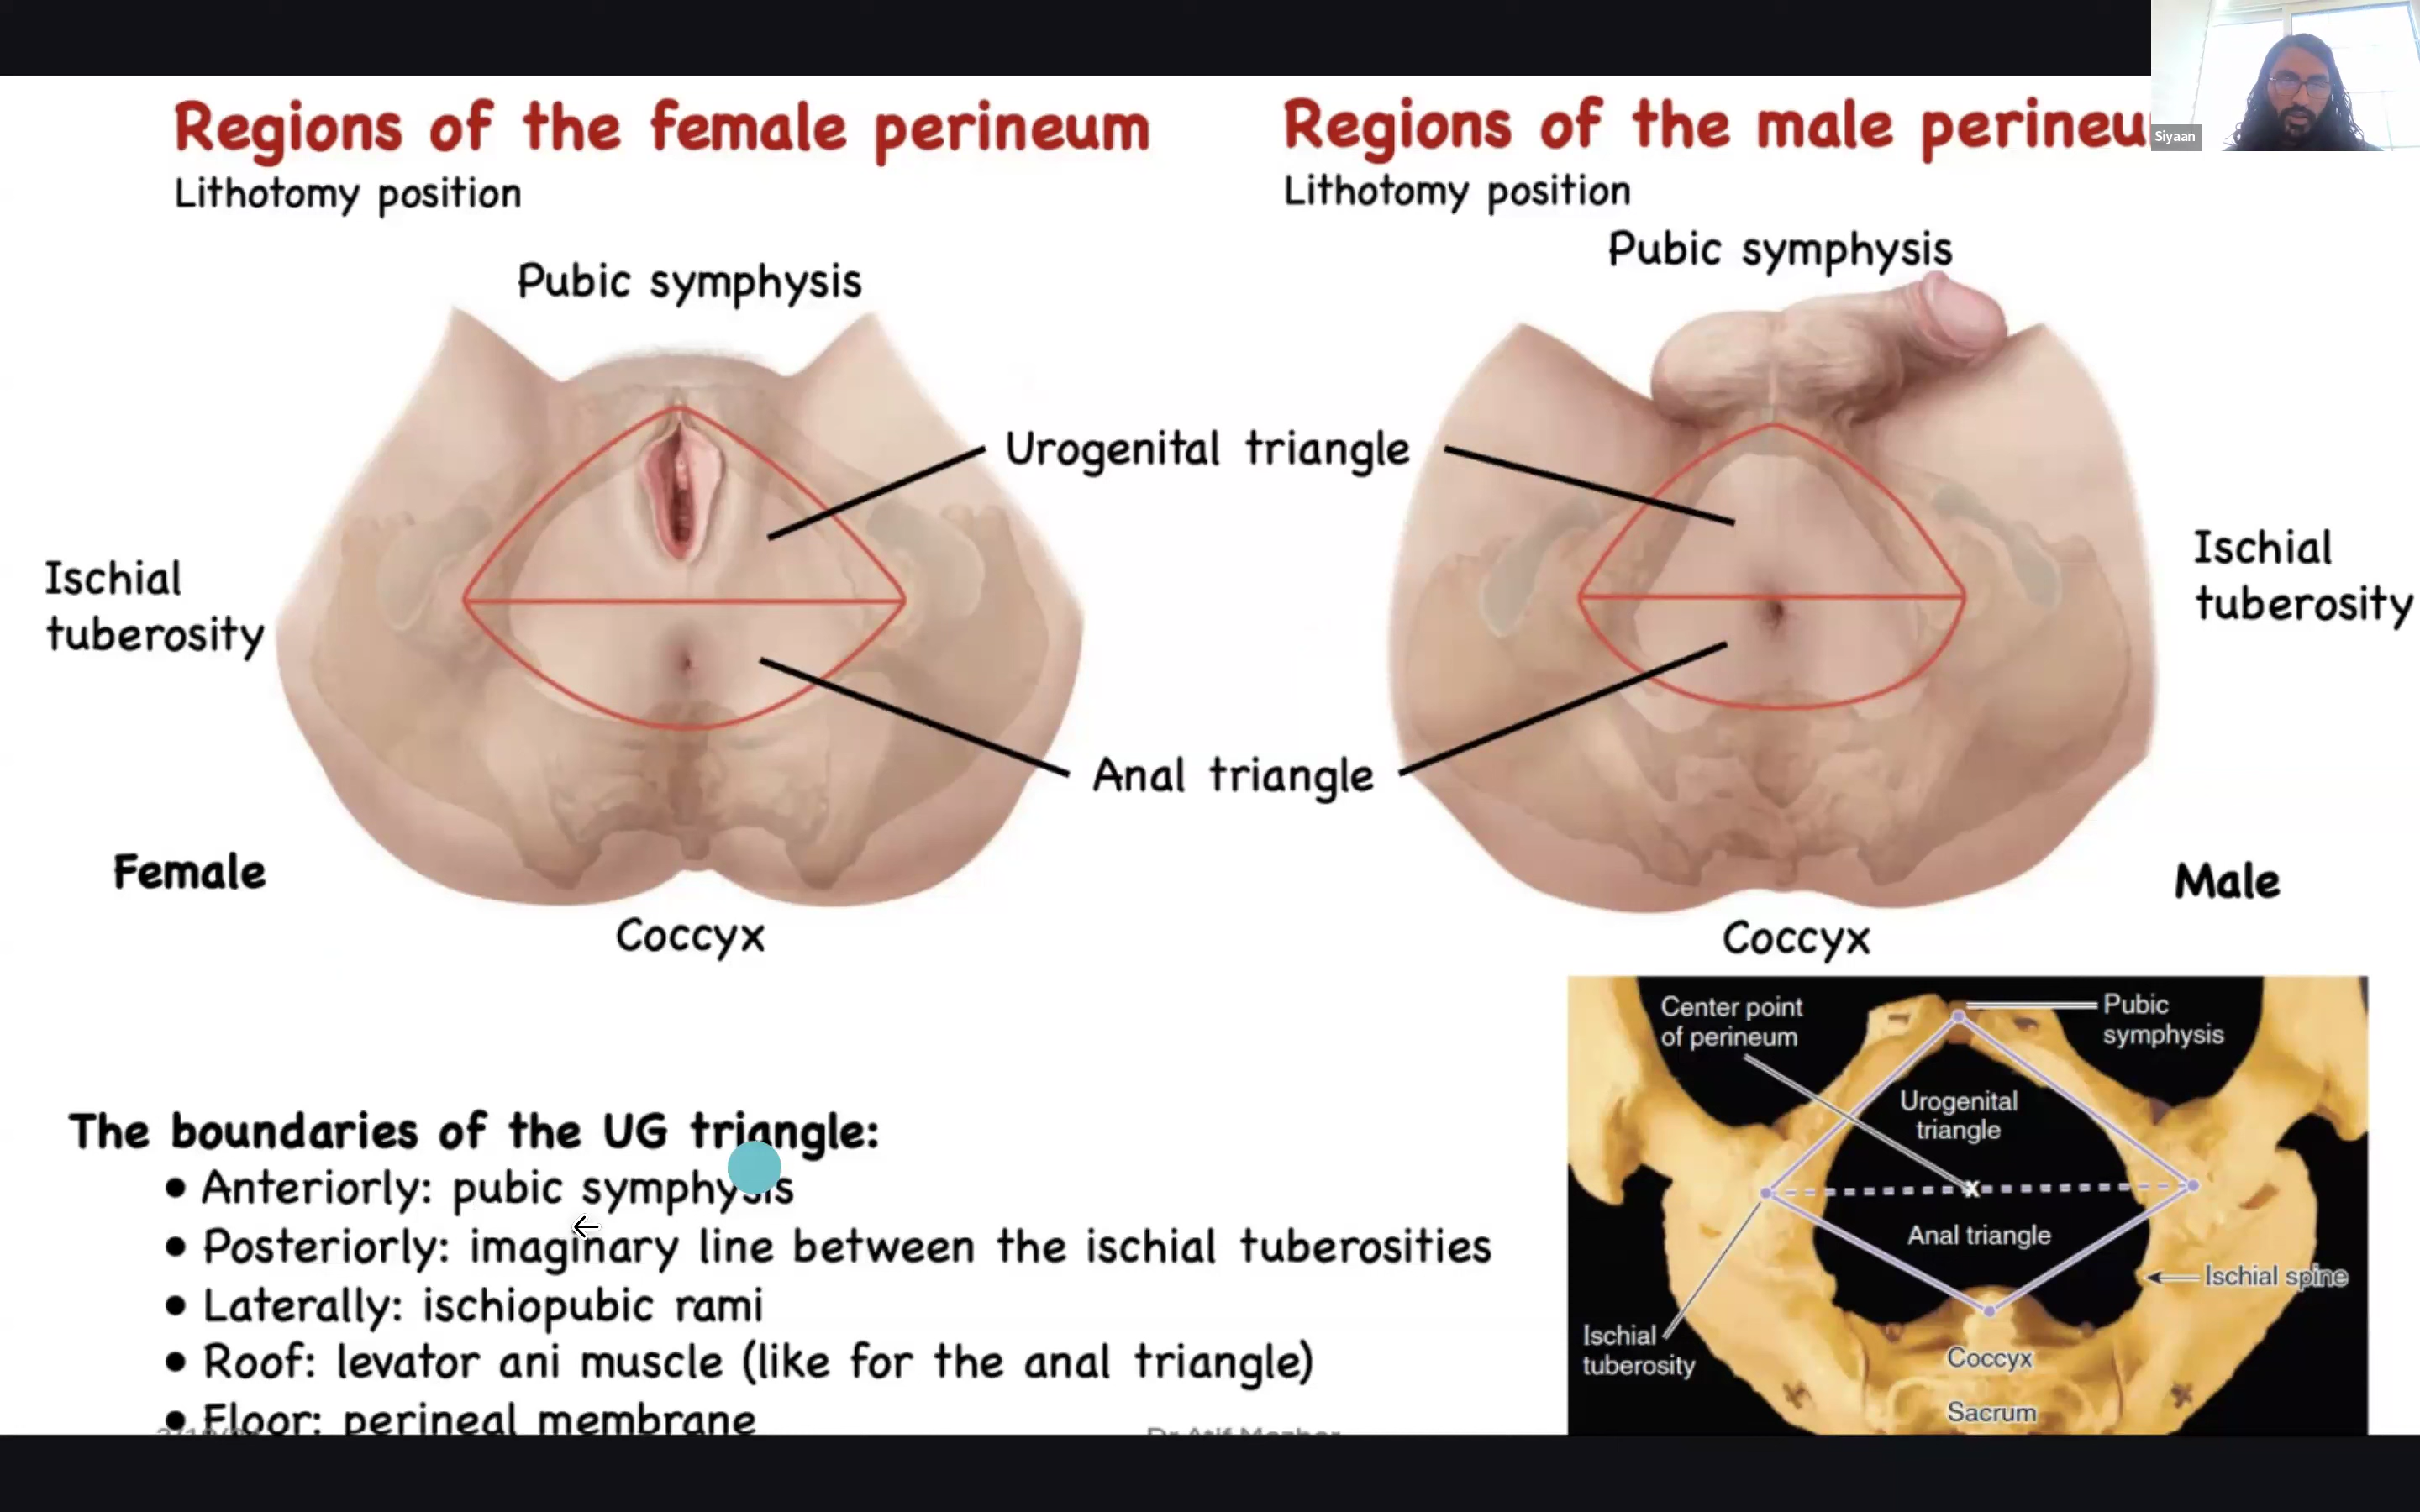 Regions of the female perineum
Lithotomy position
Pubic symphysis
Ischial
tuberosity
Female
Coccyx
Urogenital triangle
Anal triangle
Regions of the male
Lithotomy position
Pubic symphysis
Ischial
tuberosity
Male
Coccyx
Siyaan
The boundaries of the UG triangle:
• Anteriorly: pubic symphysis
• Posteriorly: imaginary line between the ischial tuberosities
• Laterally: ischiopubic rami
• Roof: levator ani muscle (like for the anal triangle)
• Floor: perineal membrane
Center point
of perineum
Pubic
symphysis
Urogenital
triangle
x
Anal triangle
Ischial spine
Ischial
tuberosity
Coccyx
Sacrum